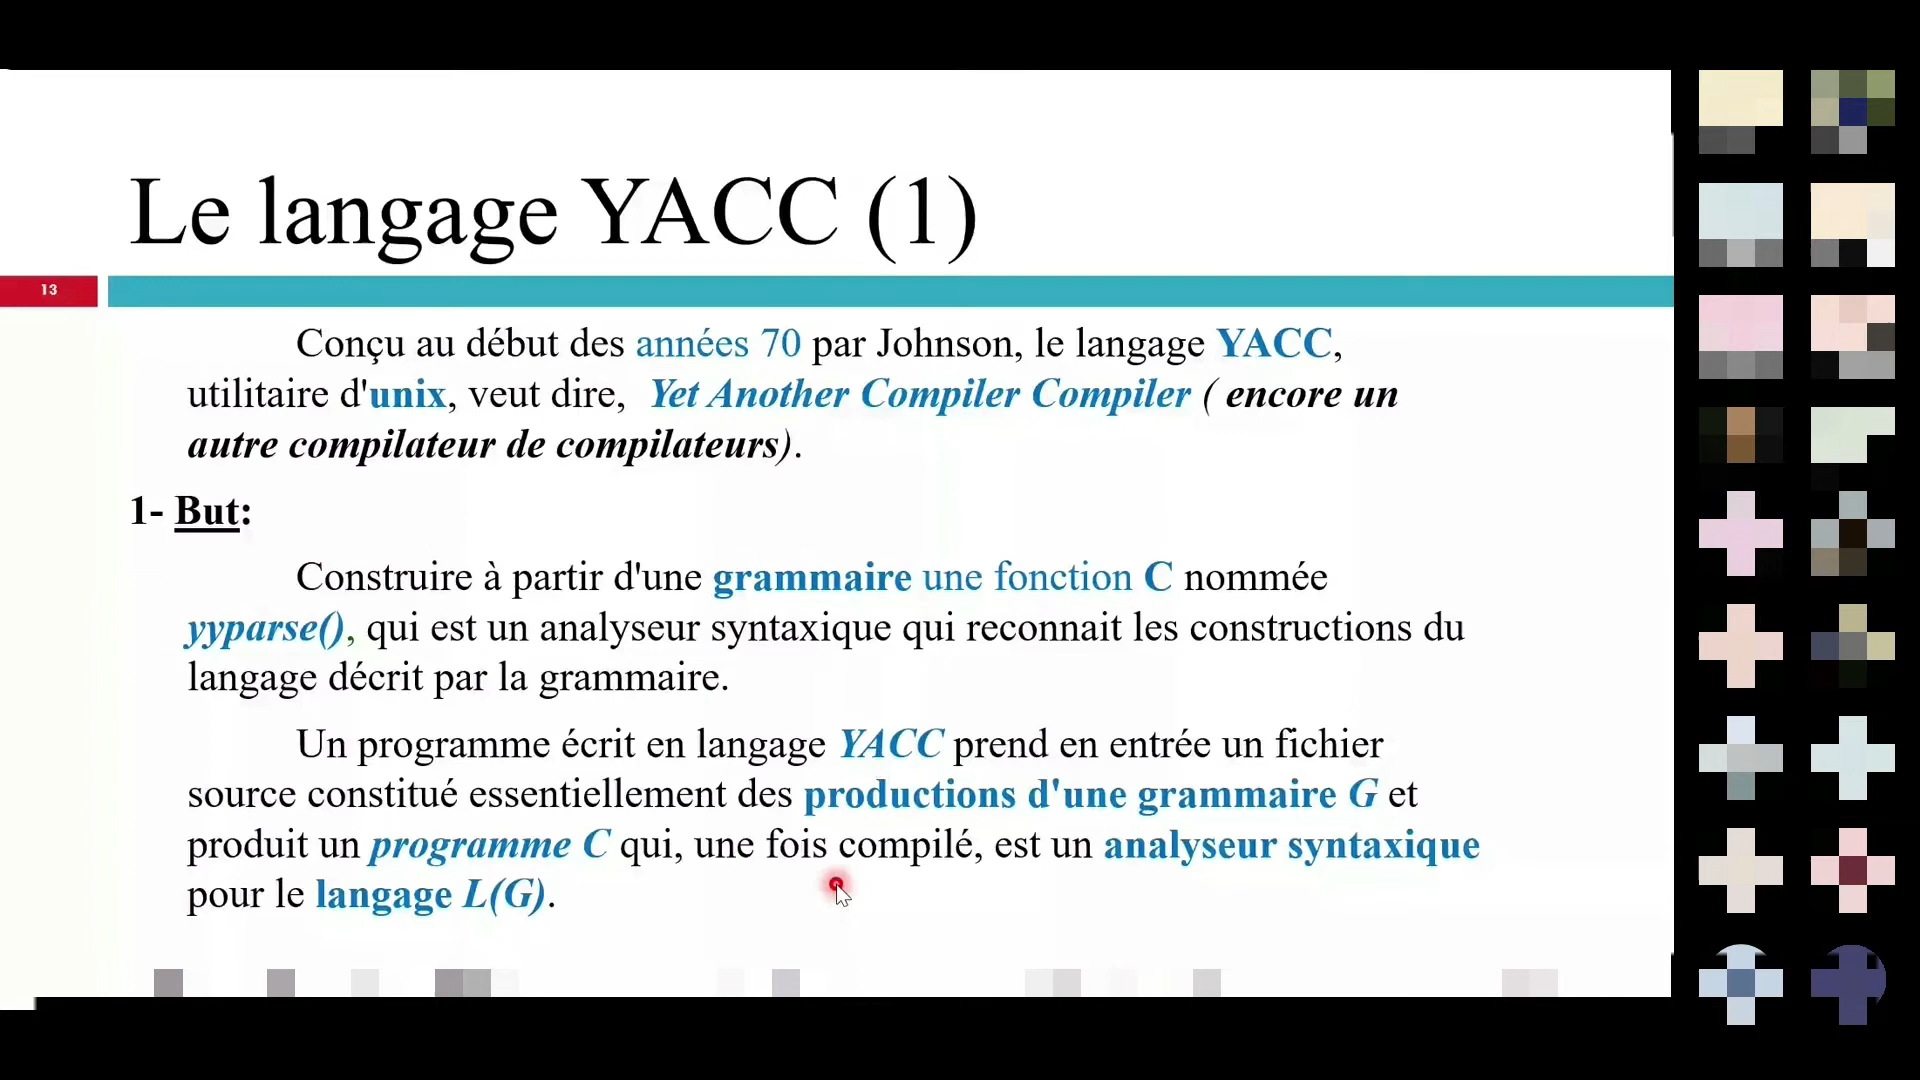 Le langage YACC (1)
13
Conçu au début des années 70 par Johnson, le langage YACC,
utilitaire d'unix, veut dire, Yet Another Compiler Compiler ( encore un
autre compilateur de compilateurs).
1- But:
Construire à partir d'une grammaire une fonction C nommée
yyparse(), qui est un analyseur syntaxique qui reconnait les constructions du
langage décrit par la grammaire.
Un programme écrit en langage YACC prend en entrée un fichier
source constitué essentiellement des productions d'une grammaire G et
produit un programme C qui, une fois compilé, est un analyseur syntaxique
pour le langage L(G).